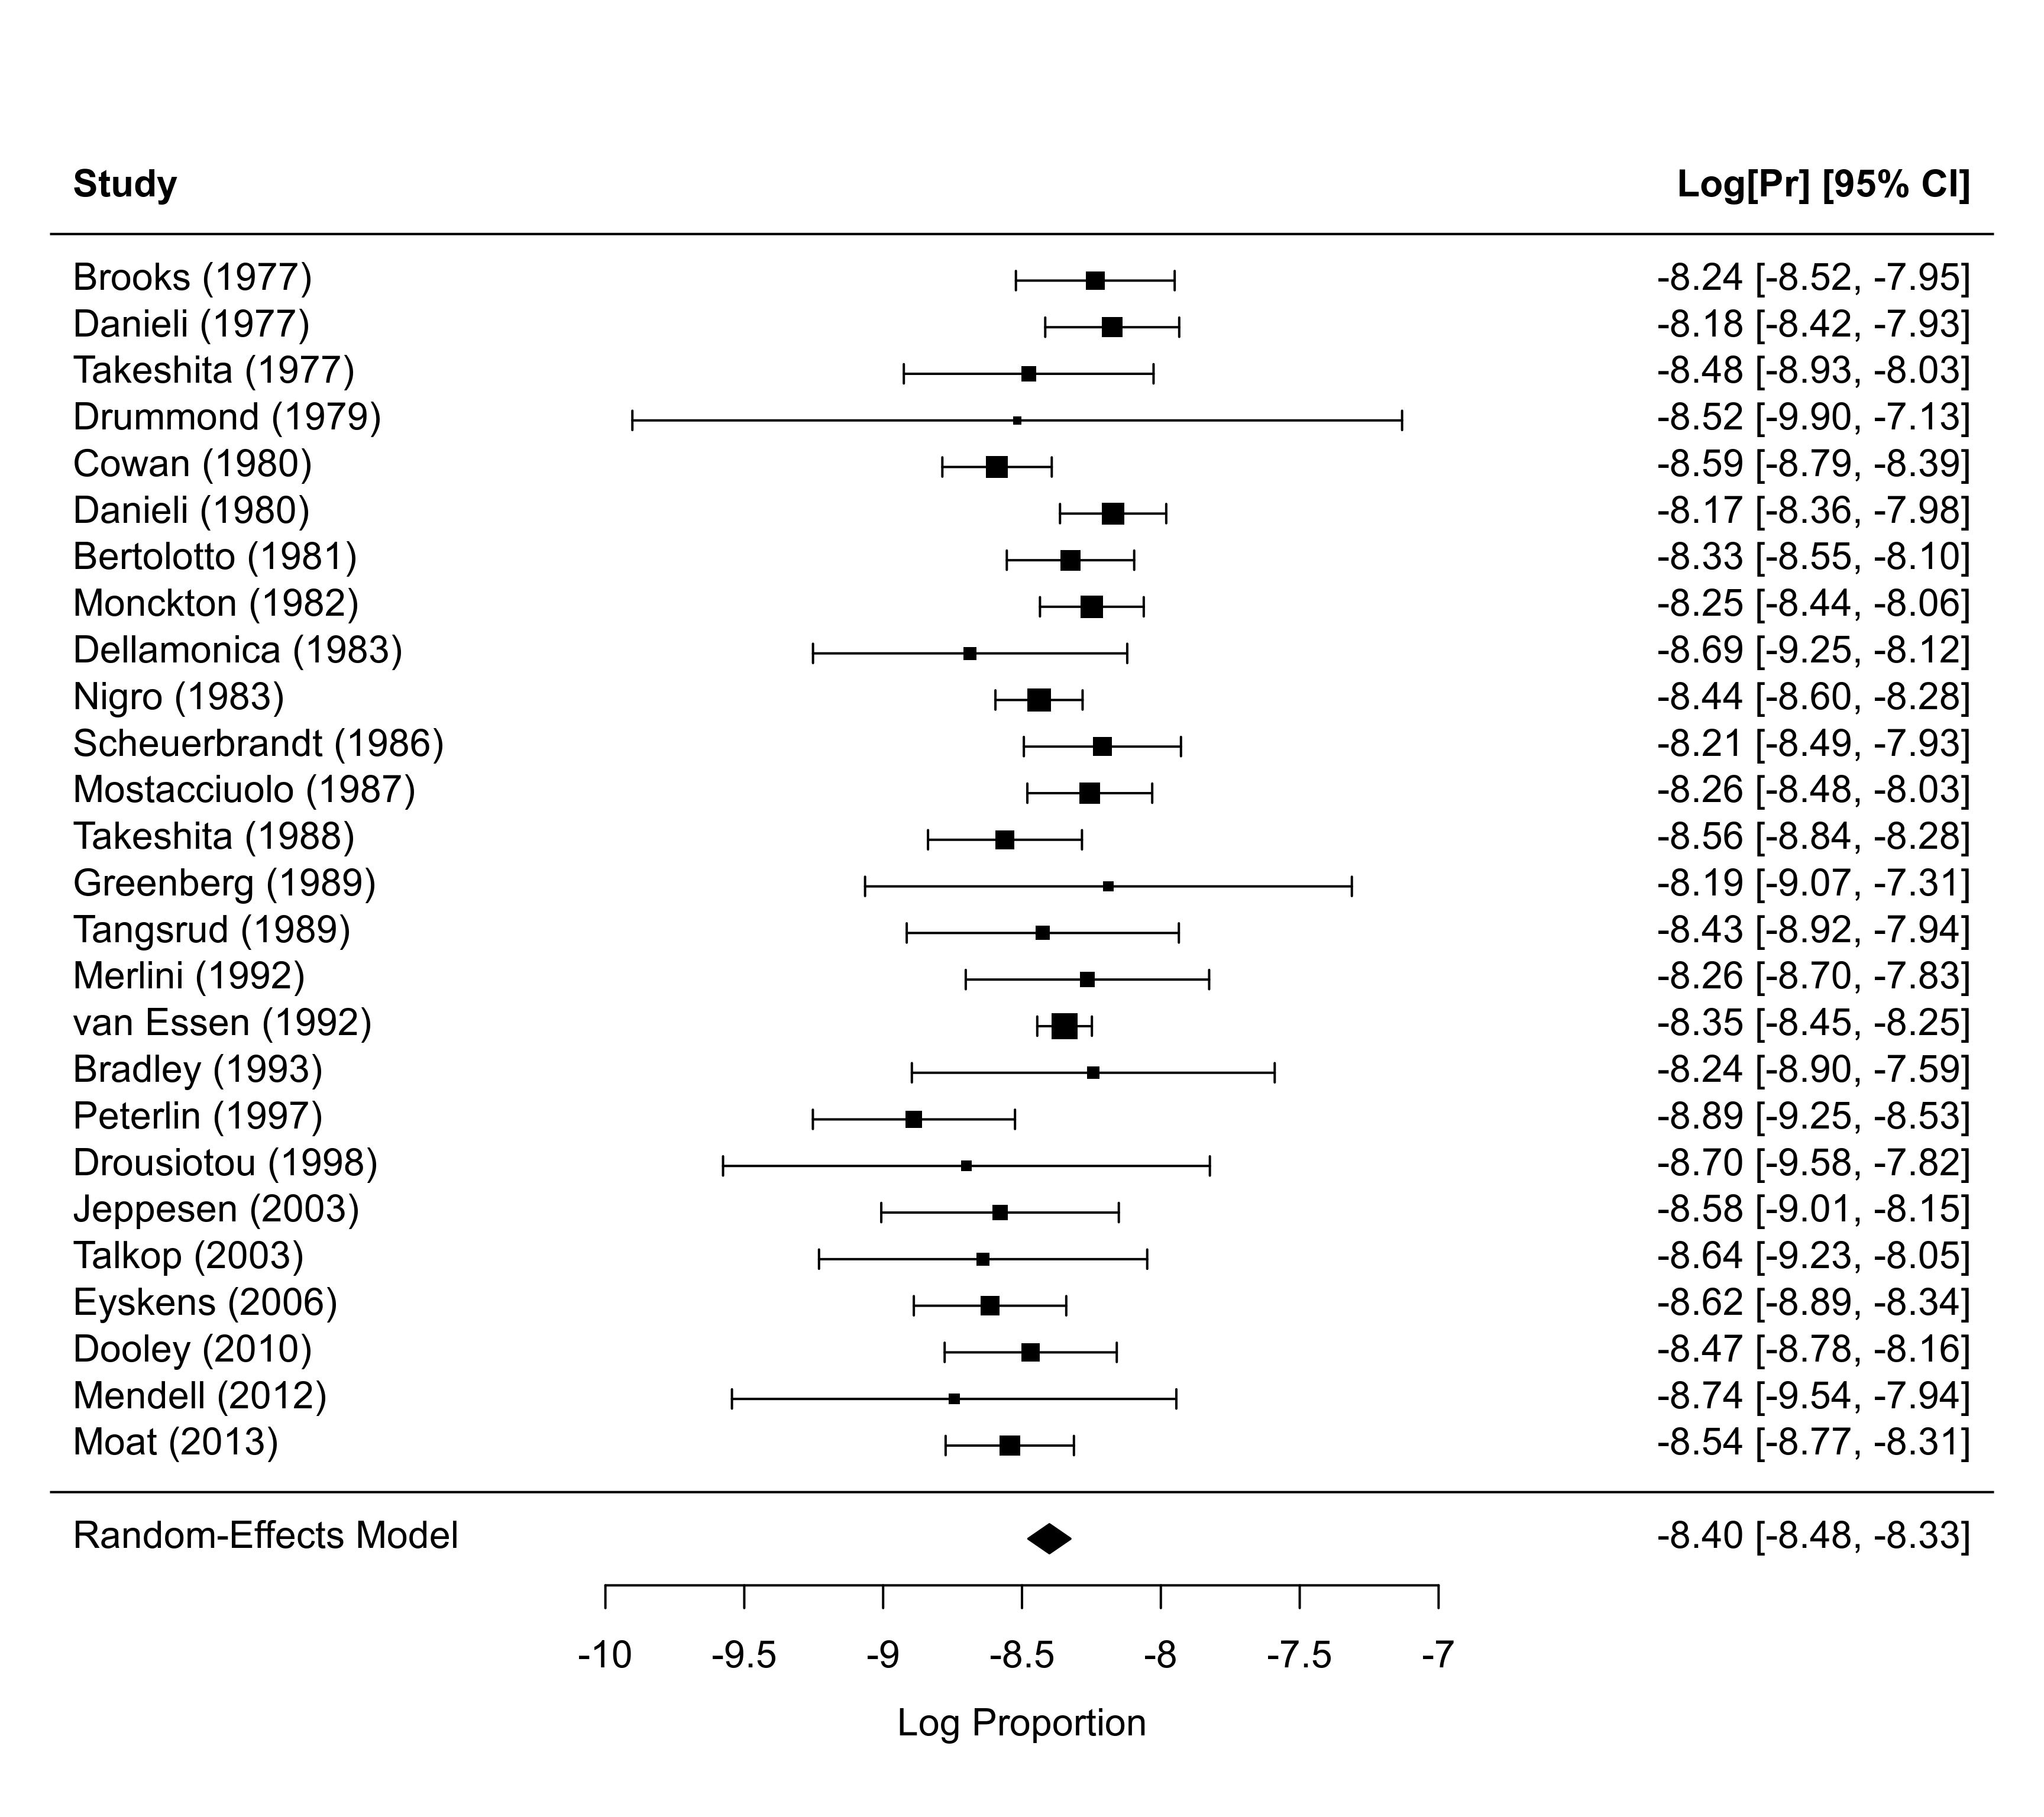 Study Log[Pr] [95% CI]
Brooks (1977) -8.24 [-8.52, -7.95]
Danieli (1977) -8.18 [-8.42, -7.93]
Takeshita (1977) -8.48 [-8.93, -8.03]
Drummond (1979) -8.52 [-9.90, -7.13]
Cowan (1980) -8.59 [-8.79, -8.39]
Danieli (1980) -8.17 [-8.36, -7.98]
Bertolotto (1981) -8.33 [-8.55, -8.10]
Monckton (1982) -8.25 [-8.44, -8.06]
Dellamonica (1983) -8.69 [-9.25, -8.12]
Nigro (1983) -8.44 [-8.60, -8.28]
Scheuerbrandt (1986) -8.21 [-8.49, -7.93]
Mostacciuolo (1987) -8.26 [-8.48, -8.03]
Takeshita (1988) -8.56 [-8.84, -8.28]
Greenberg (1989) -8.19 [-9.07, -7.31]
Tangsrud (1989) -8.43 [-8.92, -7.94]
Merlini (1992) -8.26 [-8.70, -7.83]
van Essen (1992) -8.35 [-8.45, -8.25]
Bradley (1993) -8.24 [-8.90, -7.59]
Peterlin (1997) -8.89 [-9.25, -8.53]
Drousiotou (1998) -8.70 [-9.58, -7.82]
Jeppesen (2003) -8.58 [-9.01, -8.15]
Talkop (2003) -8.64 [-9.23, -8.05]
Eyskens (2006) -8.62 [-8.89, -8.34]
Dooley (2010) -8.47 [-8.78, -8.16]
Mendell (2012) -8.74 [-9.54, -7.94]
Moat (2013) -8.54 [-8.77, -8.31]
Random-Effects Model -8.40 [-8.48, -8.33]
-10 -9.5 -9 -8.5 -8 -7.5 -7
Log Proportion